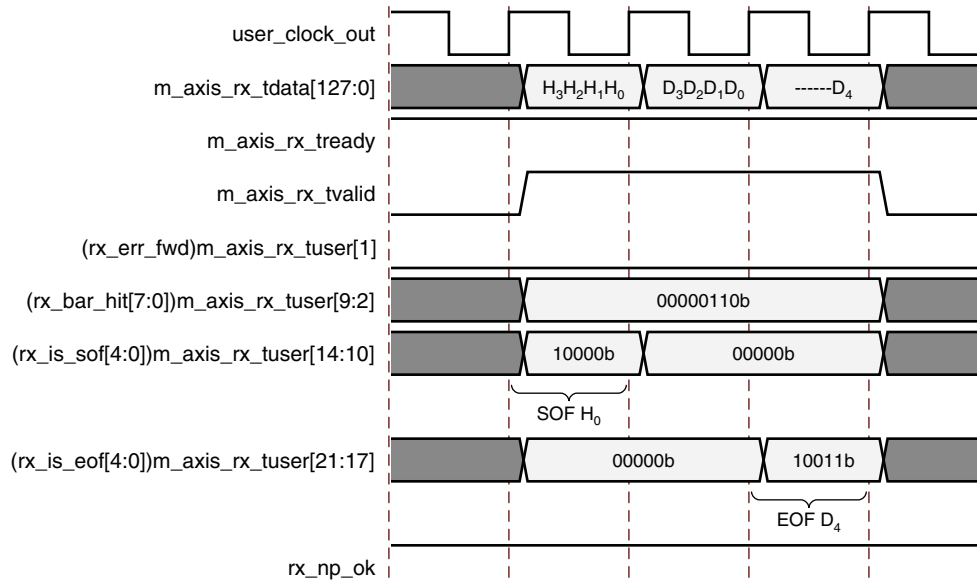 user_clock_out
m_axis_rx_tdata[127:0] H₃H₂H₁H₀ D₃D₂D₁D₀ ------D₄
m_axis_rx_tready
m_axis_rx_tvalid
(rx_err_fwd)m_axis_rx_tuser[1]
(rx_bar_hit[7:0])m_axis_rx_tuser[9:2] 00000110b
(rx_is_sof[4:0])m_axis_rx_tuser[14:10] 10000b 00000b
SOF H₀
(rx_is_eof[4:0])m_axis_rx_tuser[21:17] 00000b 10011b
EOF D₄
rx_np_ok